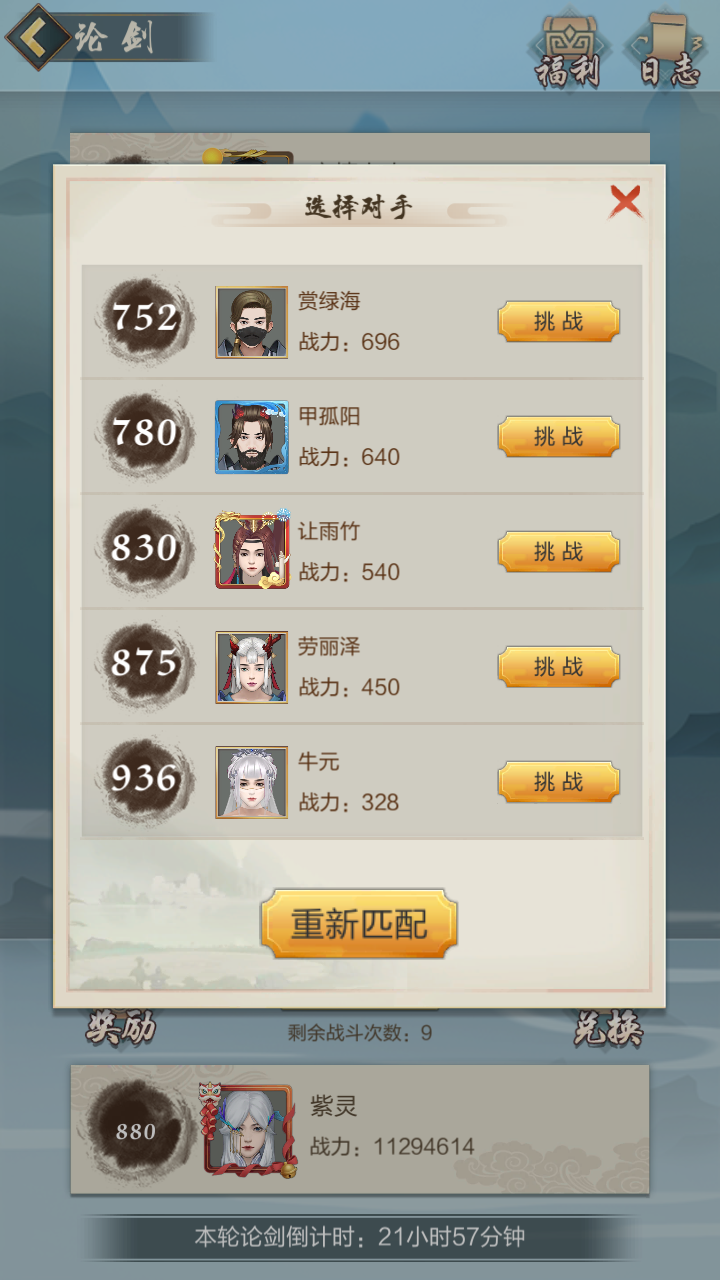 论剑
福利
日志
选择对手
752
赏绿海
战力：696
挑战
780
甲孤阳
战力：640
挑战
830
让雨竹
战力：540
挑战
875
劳丽泽
战力：450
挑战
936
牛元
战力：328
挑战
重新匹配
奖励
剩余战斗次数：9
兑换
880
紫灵
战力：11294614
本轮论剑倒计时：21小时57分钟